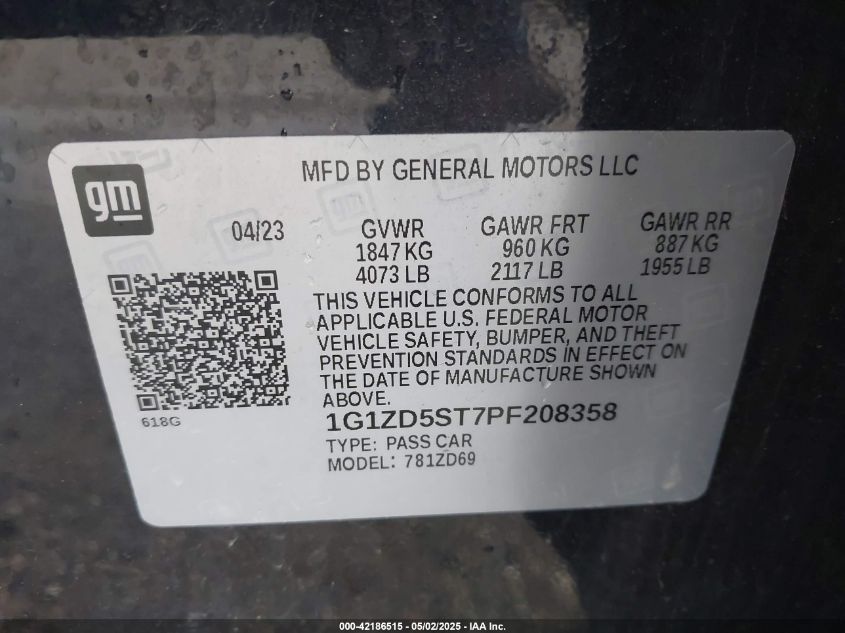 MFD BY GENERAL MOTORS LLC
gm
04/23
GVWR
1847 KG
4073 LB
GAWR FRT
960 KG
2117 LB
GAWR RR
887 KG
1955 LB
THIS VEHICLE CONFORMS TO ALL
APPLICABLE U.S. FEDERAL MOTOR
VEHICLE SAFETY, BUMPER, AND THEFT
PREVENTION STANDARDS IN EFFECT ON
THE DATE OF MANUFACTURE SHOWN
ABOVE.
618G
1G1ZD5ST7PF208358
TYPE: PASS CAR
MODEL: 781ZD69
000-42186515 - 05/02/2025 - IAA Inc.